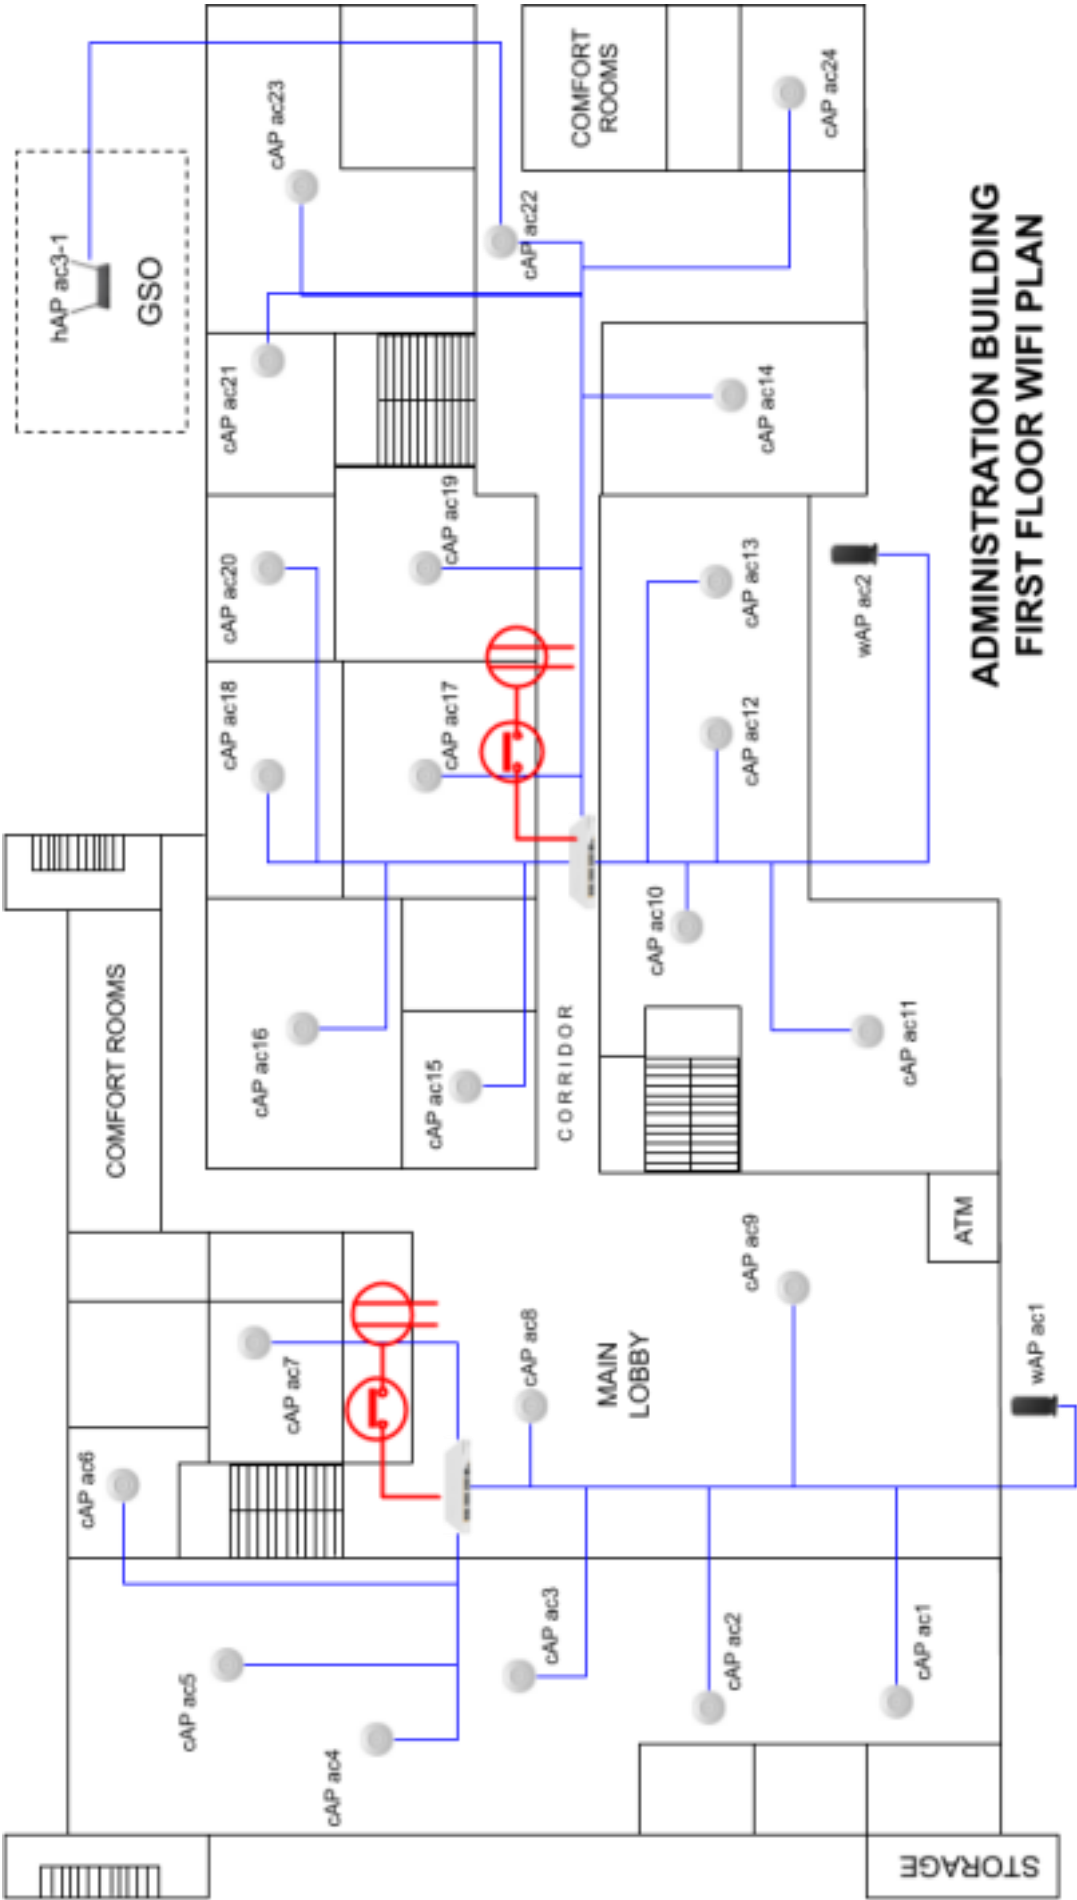 ADMINISTRATION BUILDING
FIRST FLOOR WIFI PLAN
hAP ac3-1
GSO
cAP ac23
cAP ac22
COMFORT
ROOMS
cAP ac24
cAP ac21
cAP ac19
cAP ac14
cAP ac20
cAP ac13
wAP ac2
cAP ac18
cAP ac17
cAP ac12
COMFORT ROOMS
cAP ac16
cAP ac15
CORRIDOR
cAP ac10
cAP ac11
ATM
cAP ac9
cAP ac7
cAP ac8
MAIN
LOBBY
wAP ac1
cAP ac6
cAP ac5
cAP ac4
cAP ac3
cAP ac2
cAP ac1
STORAGE